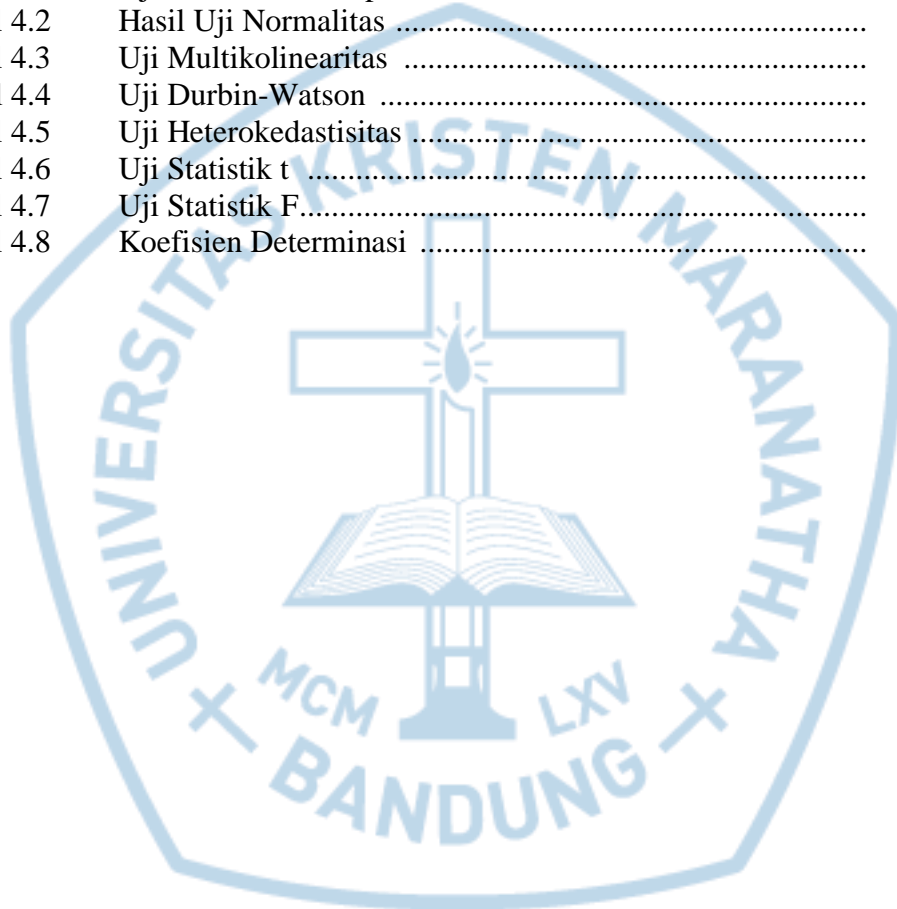 4.2 Hasil Uji Normalitas ..........................................................
4.3 Uji Multikolinearitas ..........................................................
4.4 Uji Durbin-Watson .............................................................
4.5 Uji Heterokedastisitas .........................................................
4.6 Uji Statistik t ......................................................................
4.7 Uji Statistik F.......................................................................
4.8 Koefisien Determinasi ........................................................
UNIVERSITAS KRISTEN MARANATHA
MCM LXV
BANDUNG